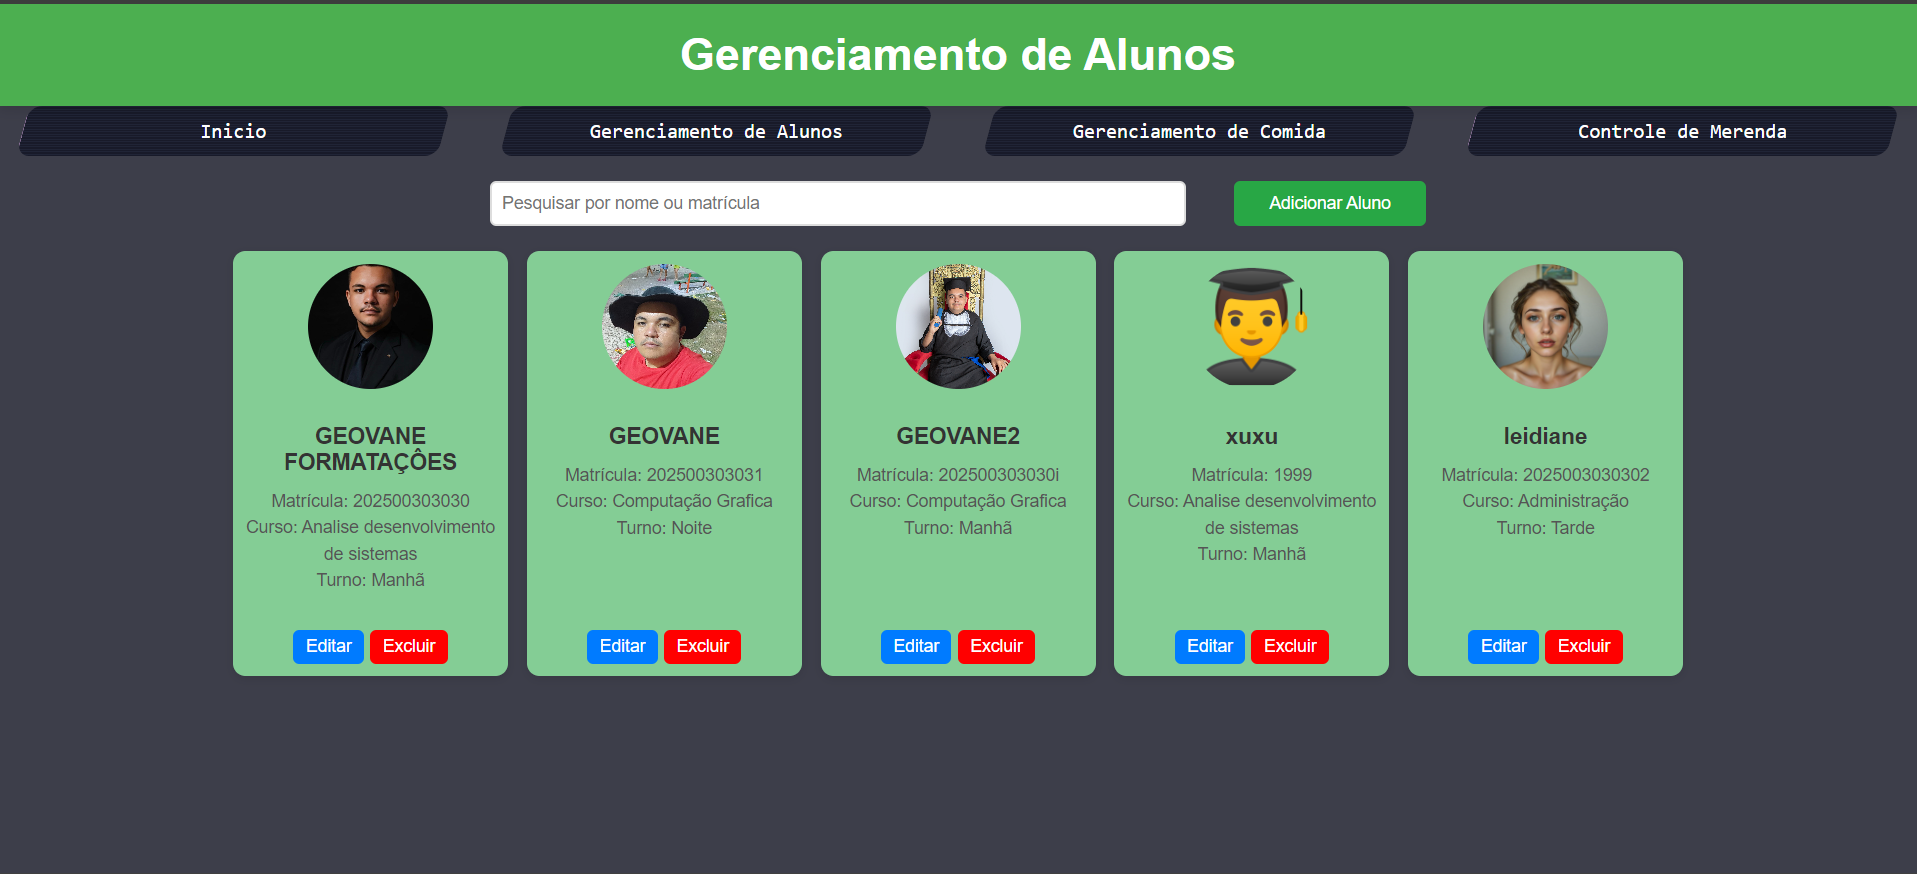 Gerenciamento de Alunos
Inicio
Gerenciamento de Alunos
Gerenciamento de Comida
Controle de Merenda
Pesquisar por nome ou matrícula
Adicionar Aluno
GEOVANE
FORMATAÇÔES
Matrícula: 202500303030
Curso: Analise desenvolvimento
de sistemas
Turno: Manhã
Editar
Excluir
GEOVANE
Matrícula: 202500303031
Curso: Computação Grafica
Turno: Noite
Editar
Excluir
GEOVANE2
Matrícula: 202500303030i
Curso: Computação Grafica
Turno: Manhã
Editar
Excluir
xuxu
Matrícula: 1999
Curso: Analise desenvolvimento
de sistemas
Turno: Manhã
Editar
Excluir
leidiane
Matrícula: 2025003030302
Curso: Administração
Turno: Tarde
Editar
Excluir